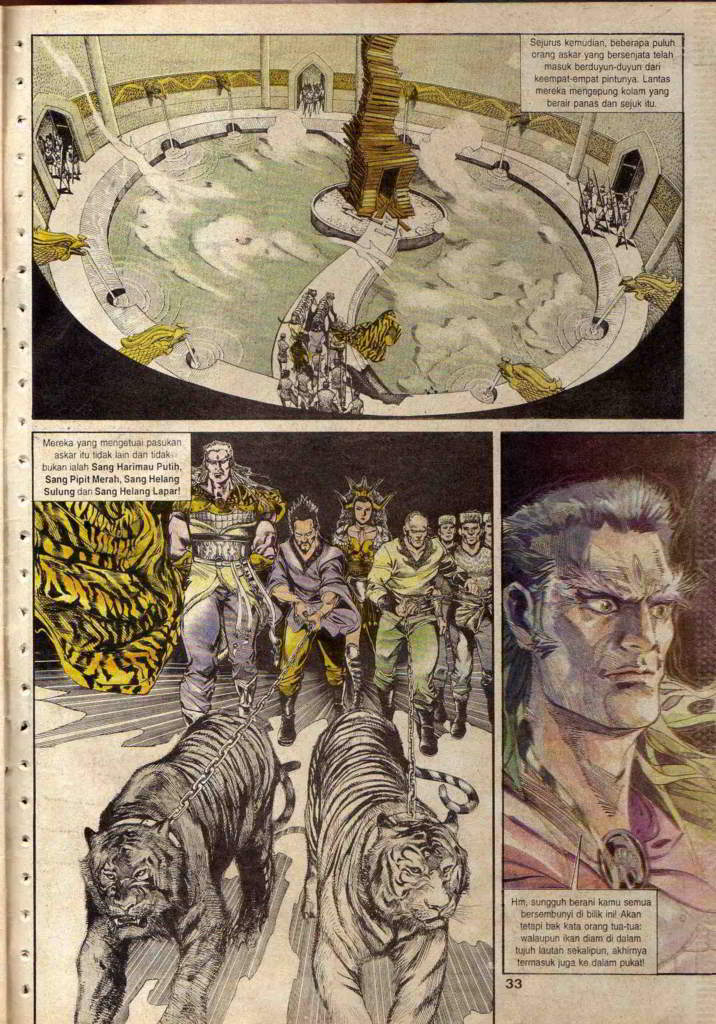 Sejurus kemudian, beberapa puluh
orang askar yang bersenjata telah
masuk berduyun-duyun dari
keempat-empat pintunya. Lantas
mereka mengepung kolam yang
berair panas dan sejuk itu.
Mereka yang mengetuai pasukan
askar itu tidak lain dan tidak
bukan ialah Sang Harimau Putih,
Sang Pipit Merah, Sang Helang
Sulung dan Sang Helang Lapar!
Hm, sungguh berani kamu semua
bersembunyi di bilik ini! Akan
tetapi bak kata orang tua-tua:
walaupun ikan diam di dalam
tujuh lautan sekalipun, akhirnya
termasuk juga ke dalam pukat!
33